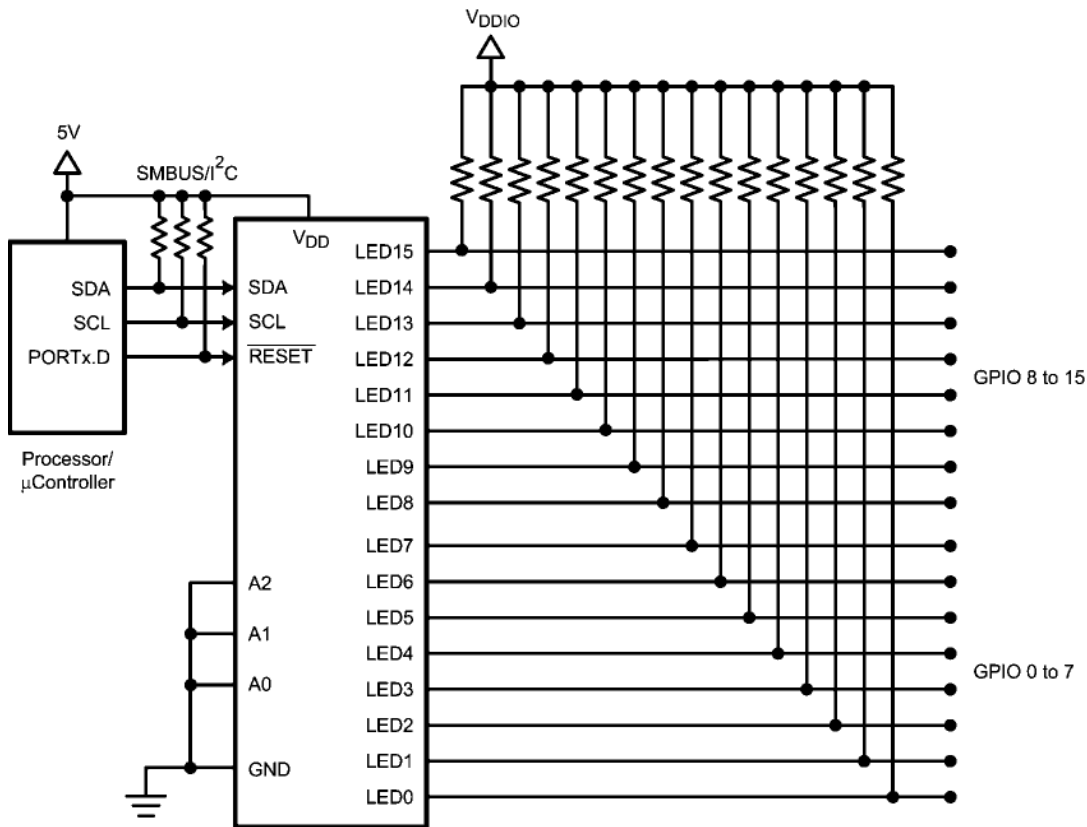 V_DDIO
5V
SMBUS/I²C
SDA
SCL
PORTx.D
Processor/
μController
V_DD
SDA
SCL
RESET
A2
A1
A0
GND
LED15
LED14
LED13
LED12
LED11
LED10
LED9
LED8
LED7
LED6
LED5
LED4
LED3
LED2
LED1
LED0
GPIO 8 to 15
GPIO 0 to 7